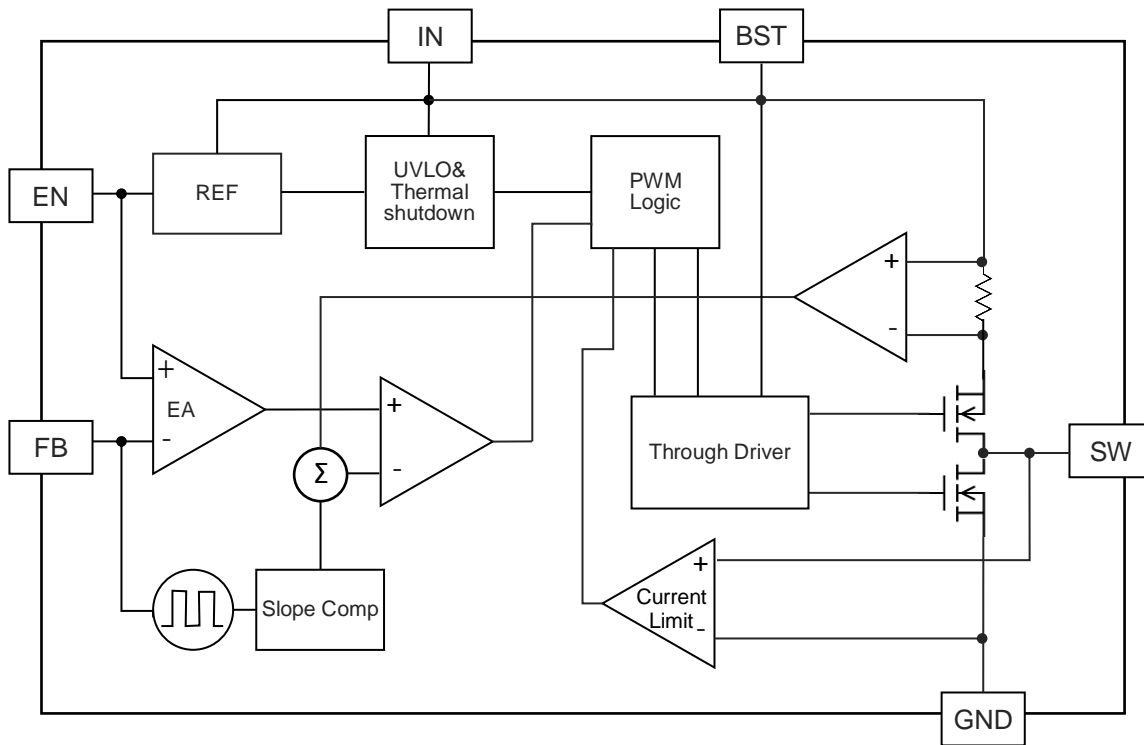 IN
BST
EN
REF
UVLO&
Thermal
shutdown
PWM
Logic
+
-
+
EA
-
+
-
FB
Σ
Through Driver
SW
Slope Comp
+
Current
Limit
-
GND